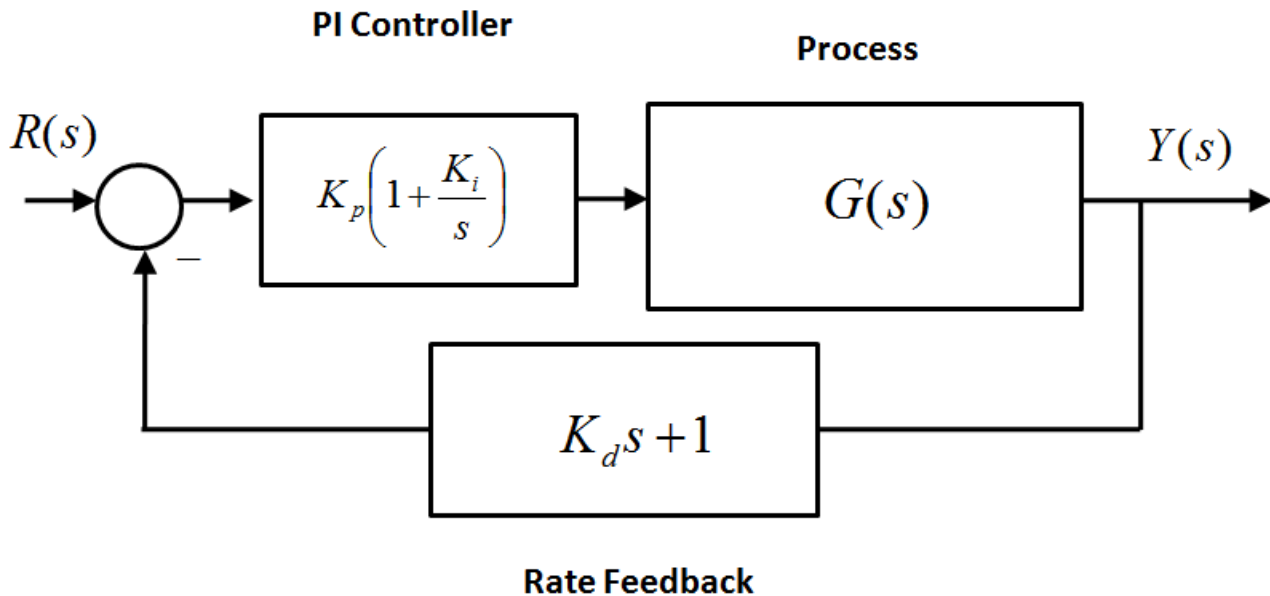 PI Controller
Process
R(s)
K_p(1 + K_i/s)
G(s)
Y(s)
−
K_d s + 1
Rate Feedback